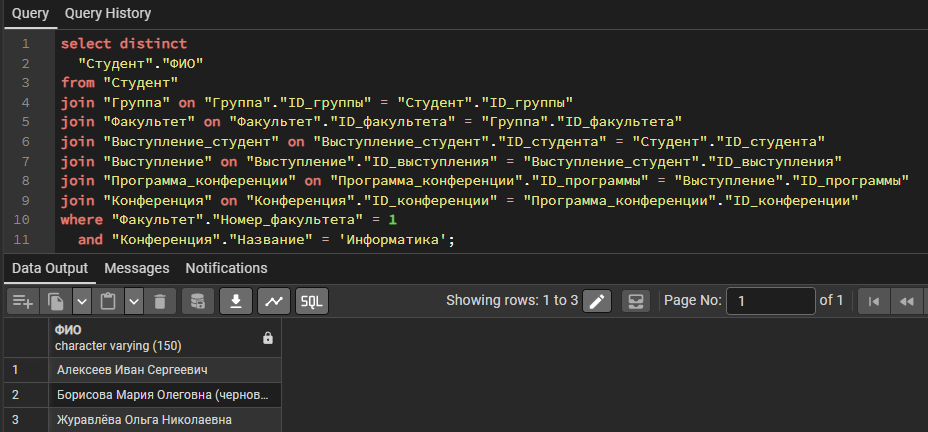 Query Query History
1 select distinct
2 "Студент"."ФИО"
3 from "Студент"
4 join "Группа" on "Группа"."ID_группы" = "Студент"."ID_группы"
5 join "Факультет" on "Факультет"."ID_факультета" = "Группа"."ID_факультета"
6 join "Выступление_студент" on "Выступление_студент"."ID_студента" = "Студент"."ID_студента"
7 join "Выступление" on "Выступление"."ID_выступления" = "Выступление_студент"."ID_выступления"
8 join "Программа_конференции" on "Программа_конференции"."ID_программы" = "Выступление"."ID_программы"
9 join "Конференция" on "Конференция"."ID_конференции" = "Программа_конференции"."ID_конференции"
10 where "Факультет"."Номер_факультета" = 1
11 and "Конференция"."Название" = 'Информатика';
Data Output Messages Notifications
SQL Showing rows: 1 to 3 Page No: 1 of 1
ФИО
character varying (150)
1 Алексеев Иван Сергеевич
2 Борисова Мария Олеговна (чернов...
3 Журавлёва Ольга Николаевна